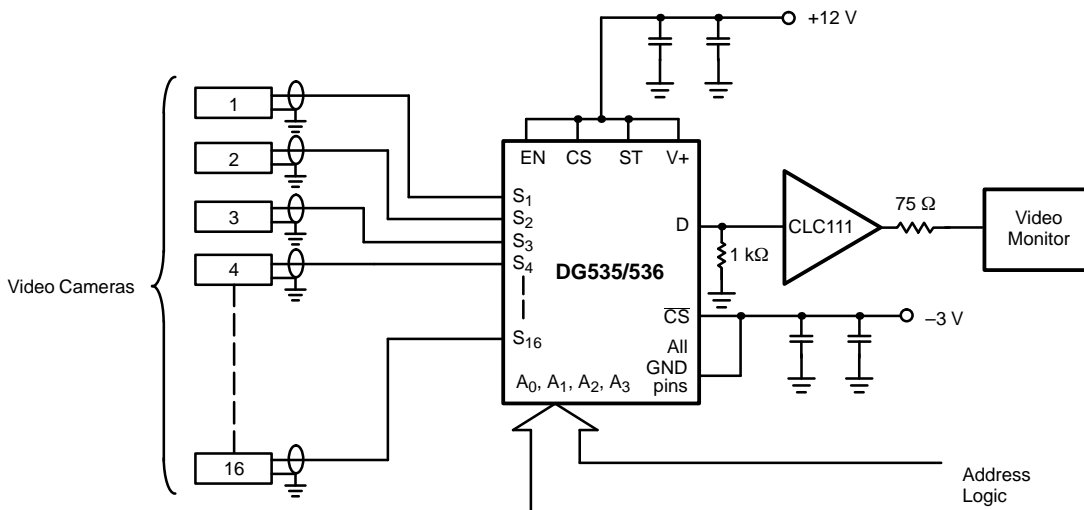 +12 V
1
2
3
4
16
Video Cameras
EN CS ST V+
S1
S2
S3
S4
S16
DG535/536
D
1 kΩ
CLC111
75 Ω
Video
Monitor
C̅S̅
–3 V
All
GND
pins
A0, A1, A2, A3
Address
Logic